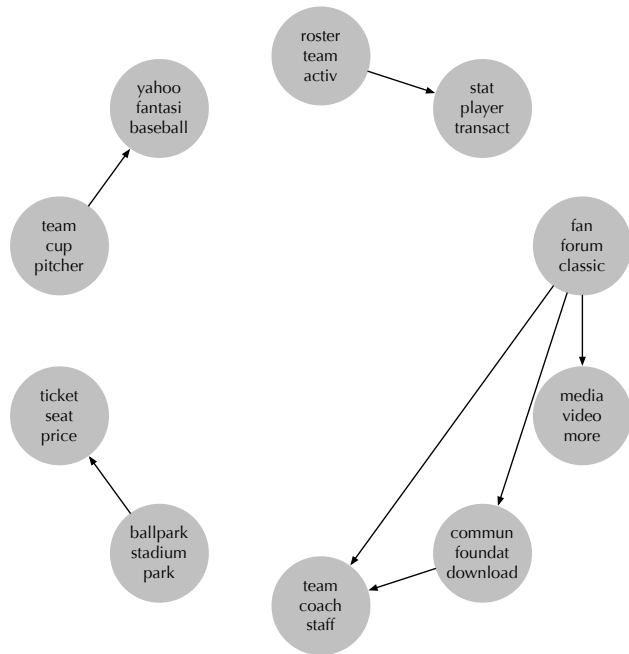 roster
team
activ
yahoo
fantasi
baseball
stat
player
transact
team
cup
pitcher
fan
forum
classic
ticket
seat
price
media
video
more
ballpark
stadium
park
commun
foundat
download
team
coach
staff